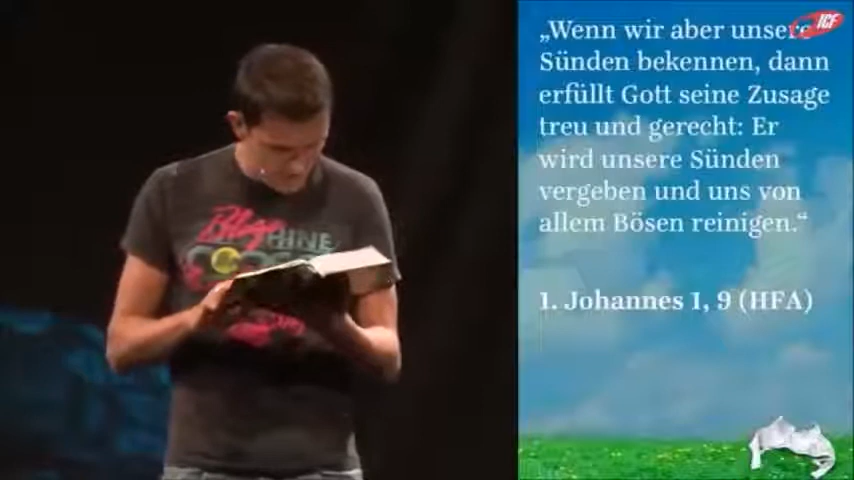 „Wenn wir aber unsere
Sünden bekennen, dann
erfüllt Gott seine Zusage
treu und gerecht: Er
wird unsere Sünden
vergeben und uns von
allem Bösen reinigen.“
1. Johannes 1, 9 (HFA)
ICF